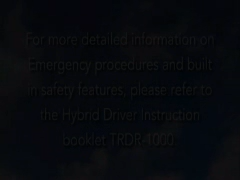 For more detailed information on
Emergency procedures and built
in safety features, please refer to
the Hybrid Driver Instruction
booklet TRDB 4000.